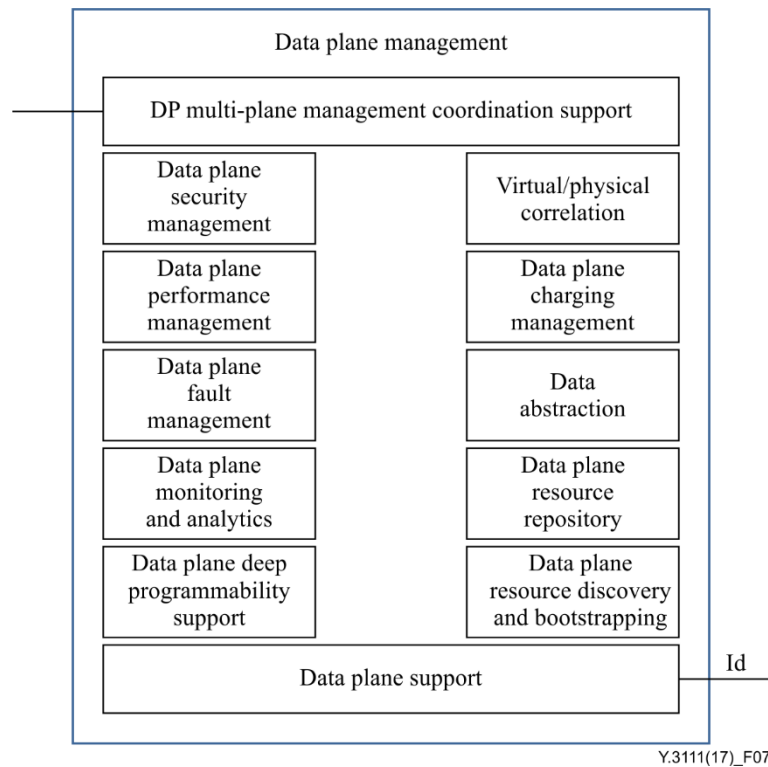 Data plane management
DP multi-plane management coordination support
Data plane
security
management
Virtual/physical
correlation
Data plane
performance
management
Data plane
charging
management
Data plane
fault
management
Data
abstraction
Data plane
monitoring
and analytics
Data plane
resource
repository
Data plane deep
programmability
support
Data plane
resource discovery
and bootstrapping
Data plane support
Id
Y.3111(17)_F07